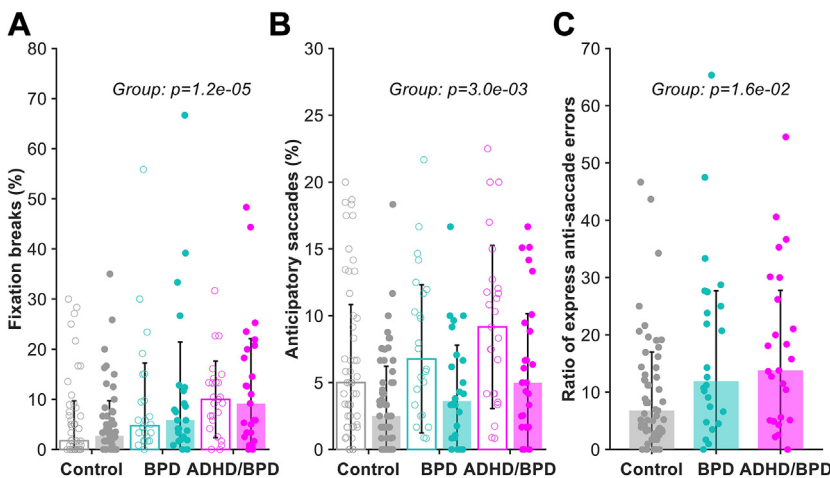 A
B
C
Group: p=1.2e-05
Group: p=3.0e-03
Group: p=1.6e-02
Fixation breaks (%)
80
70
60
50
40
30
20
10
0
Control
BPD
ADHD/BPD
Anticipatory saccades (%)
30
25
20
15
10
5
0
Control
BPD
ADHD/BPD
Ratio of express anti-saccade errors
70
60
50
40
30
20
10
0
Control
BPD
ADHD/BPD